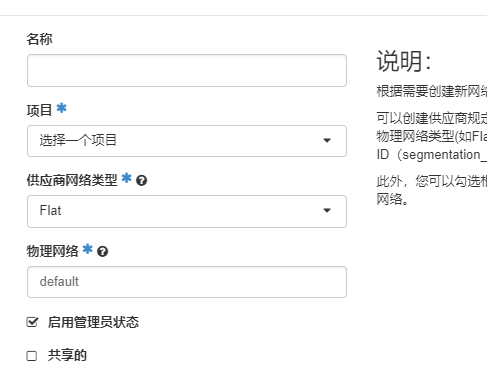 名称
项目 *
选择一个项目
供应商网络类型 *
Flat
物理网络 *
default
启用管理员状态
共享的
说明：
根据需要创建新网络
可以创建供应商规定
物理网络类型(如Fla
ID（segmentation_
此外，您可以勾选相
网络。